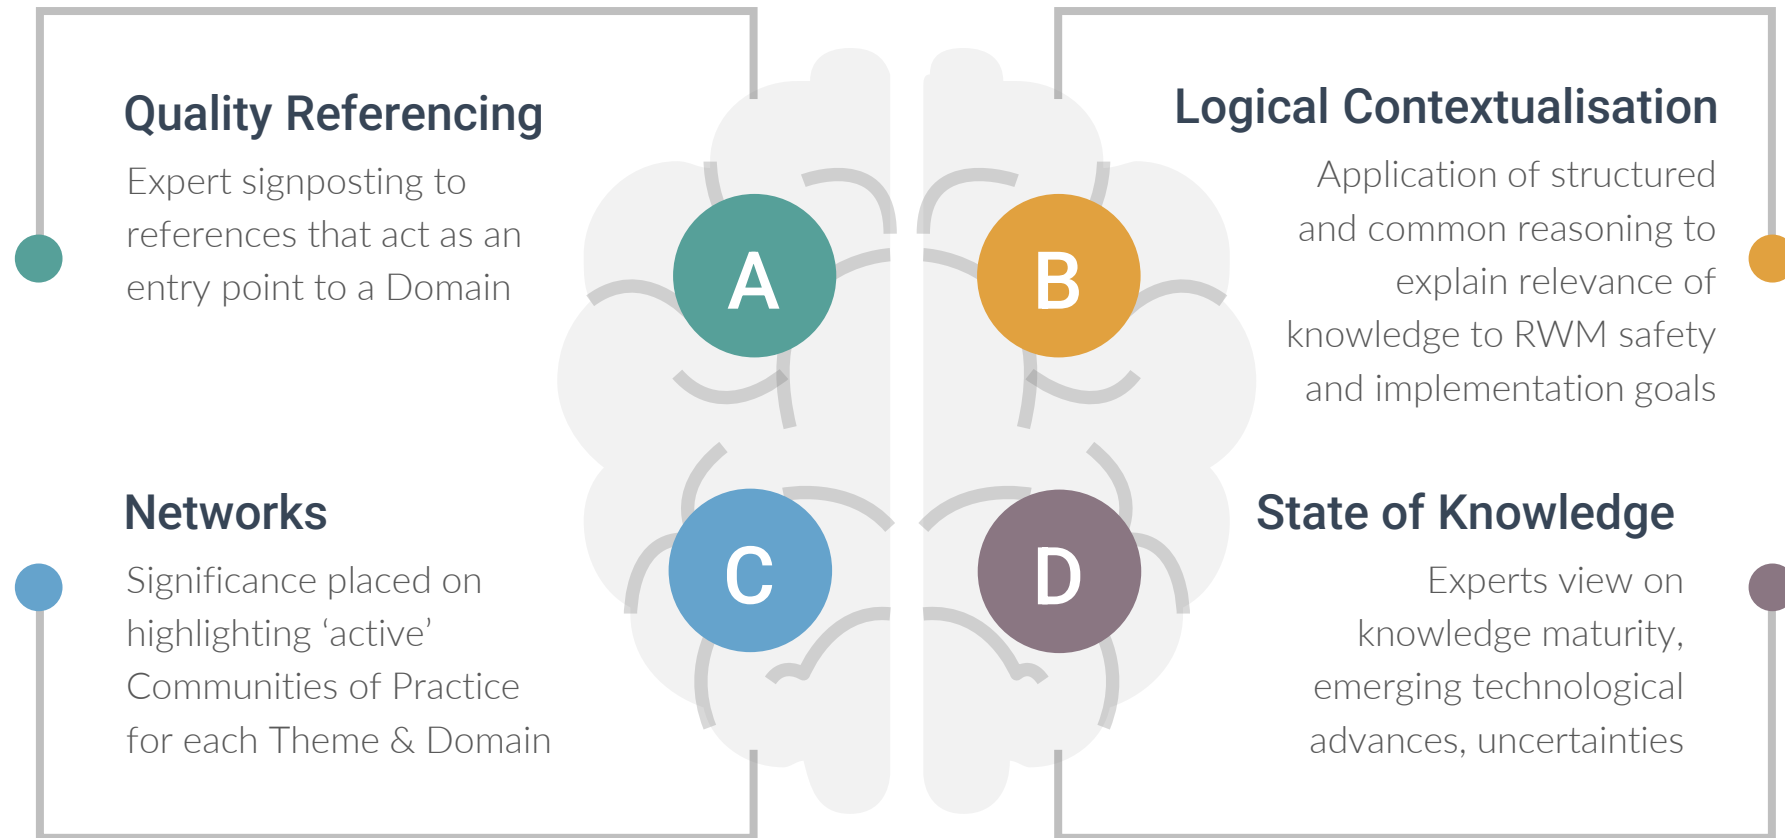 Quality Referencing
Expert signposting to
references that act as an
entry point to a Domain
A
Logical Contextualisation
Application of structured
and common reasoning to
explain relevance of
knowledge to RWM safety
and implementation goals
B
Networks
Significance placed on
highlighting ‘active’
Communities of Practice
for each Theme & Domain
C
State of Knowledge
Experts view on
knowledge maturity,
emerging technological
advances, uncertainties
D